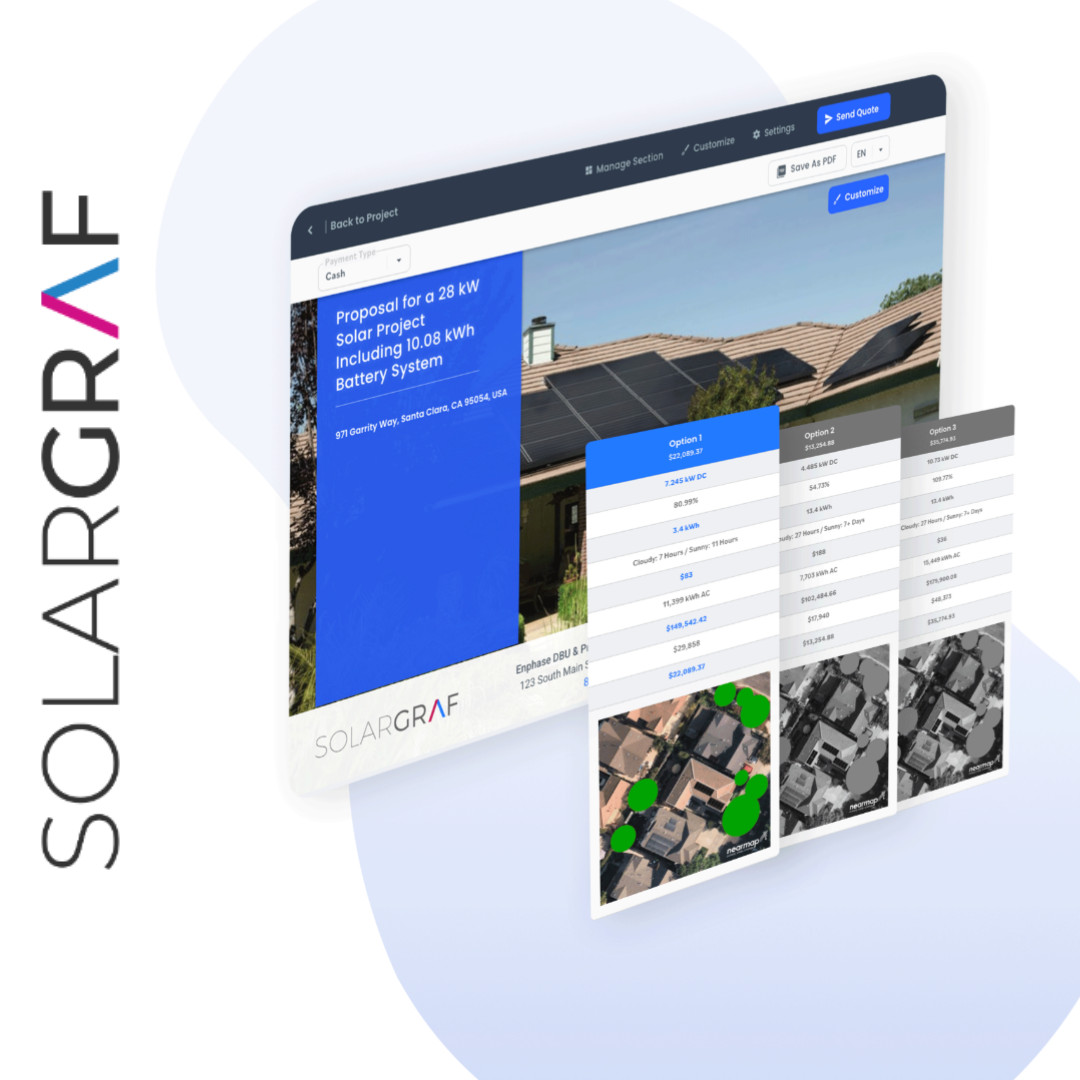 SOLARGRAF
Back to Project
Manage Section
Customize
Settings
Send Quote
Payment Type
Cash
Save As PDF
EN
Customize
Proposal for a 28 kW
Solar Project
Including 10.08 kWh
Battery System
971 Garrity Way, Santa Clara, CA 95054, USA
SOLARGRAF
Enphase DBU &
123 South Main
Option 1
$22,089.37
7.245 kW DC
80.99%
3.4 kWh
Cloudy: 7 Hours / Sunny: 11 Hours
$83
11,399 kWh AC
$149,542.42
$29,858
$22,089.37
nearmap
Option 2
$13,254.88
4.485 kW DC
54.73%
13.4 kWh
oudy: 27 Hours / Sunny: 7+ Days
$188
7,703 kWh AC
$102,484.66
$17,940
$13,254.88
nearmap
Option 3
$35,774.93
10.73 kW DC
109.77%
13.4 kWh
Cloudy: 27 Hours / Sunny: 7+ Days
$36
15,449 kWh AC
$179,908.08
$48,373
$35,774.93
nearmap